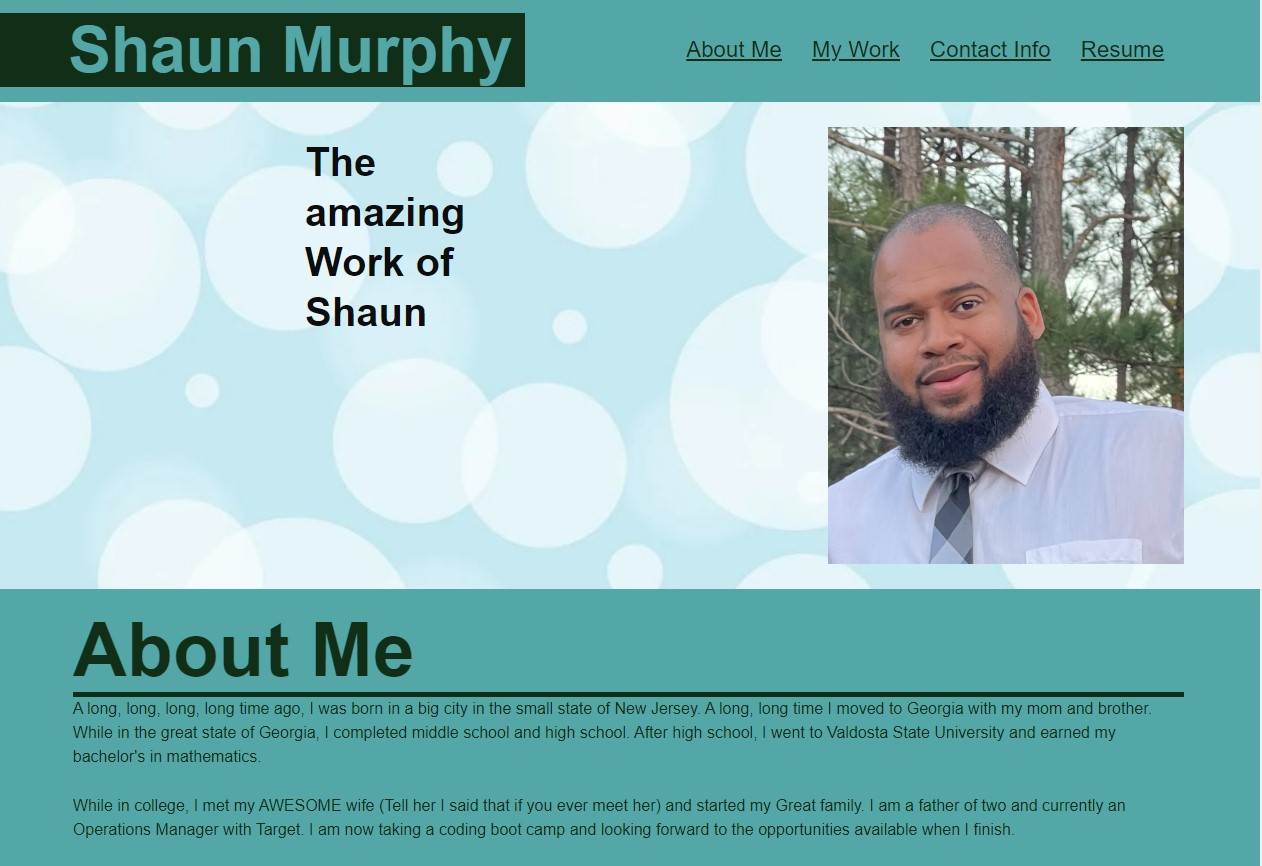 Shaun Murphy
About Me My Work Contact Info Resume
The
amazing
Work of
Shaun
About Me
A long, long, long, long time ago, I was born in a big city in the small state of New Jersey. A long, long time I moved to Georgia with my mom and brother.
While in the great state of Georgia, I completed middle school and high school. After high school, I went to Valdosta State University and earned my
bachelor's in mathematics.
While in college, I met my AWESOME wife (Tell her I said that if you ever meet her) and started my Great family. I am a father of two and currently an
Operations Manager with Target. I am now taking a coding boot camp and looking forward to the opportunities available when I finish.